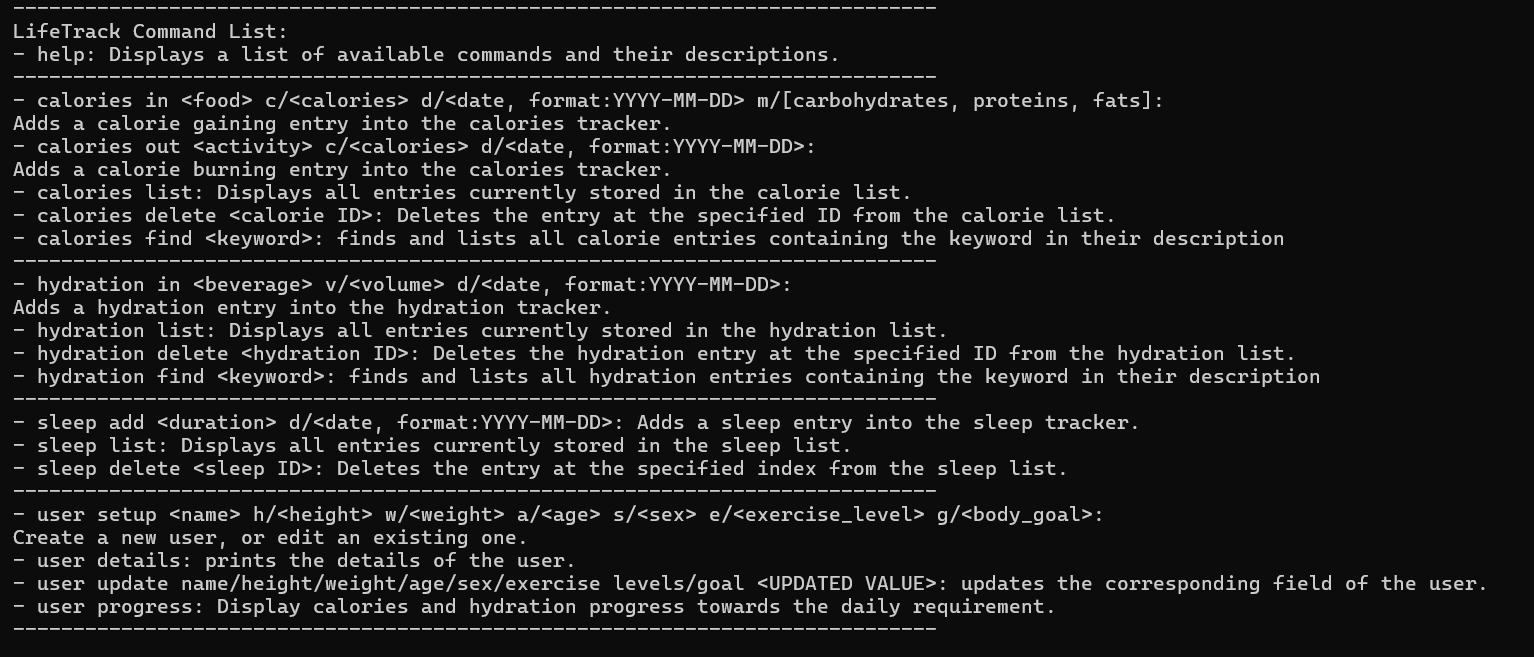 -----------------------------------------------------------------------------
LifeTrack Command List:
- help: Displays a list of available commands and their descriptions.
-----------------------------------------------------------------------------
- calories in <food> c/<calories> d/<date, format:YYYY-MM-DD> m/[carbohydrates, proteins, fats]:
Adds a calorie gaining entry into the calories tracker.
- calories out <activity> c/<calories> d/<date, format:YYYY-MM-DD>:
Adds a calorie burning entry into the calories tracker.
- calories list: Displays all entries currently stored in the calorie list.
- calories delete <calorie ID>: Deletes the entry at the specified ID from the calorie list.
- calories find <keyword>: finds and lists all calorie entries containing the keyword in their description
-----------------------------------------------------------------------------
- hydration in <beverage> v/<volume> d/<date, format:YYYY-MM-DD>:
Adds a hydration entry into the hydration tracker.
- hydration list: Displays all entries currently stored in the hydration list.
- hydration delete <hydration ID>: Deletes the hydration entry at the specified ID from the hydration list.
- hydration find <keyword>: finds and lists all hydration entries containing the keyword in their description
-----------------------------------------------------------------------------
- sleep add <duration> d/<date, format:YYYY-MM-DD>: Adds a sleep entry into the sleep tracker.
- sleep list: Displays all entries currently stored in the sleep list.
- sleep delete <sleep ID>: Deletes the entry at the specified index from the sleep list.
-----------------------------------------------------------------------------
- user setup <name> h/<height> w/<weight> a/<age> s/<sex> e/<exercise_level> g/<body_goal>:
Create a new user, or edit an existing one.
- user details: prints the details of the user.
- user update name/height/weight/age/sex/exercise levels/goal <UPDATED VALUE>: updates the corresponding field of the user.
- user progress: Display calories and hydration progress towards the daily requirement.
-----------------------------------------------------------------------------